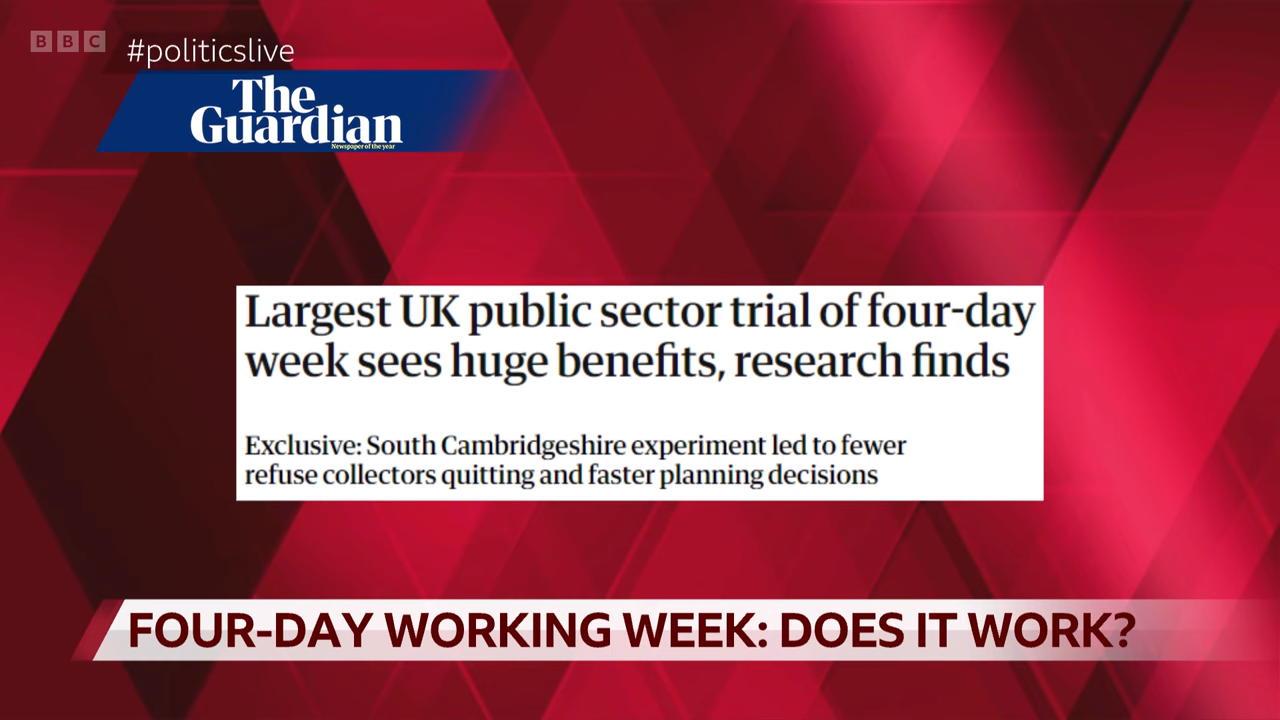 BBC
#politicslive
The
Guardian
Newspaper of the year
Largest UK public sector trial of four-day
week sees huge benefits, research finds
Exclusive: South Cambridgeshire experiment led to fewer
refuse collectors quitting and faster planning decisions
FOUR-DAY WORKING WEEK: DOES IT WORK?